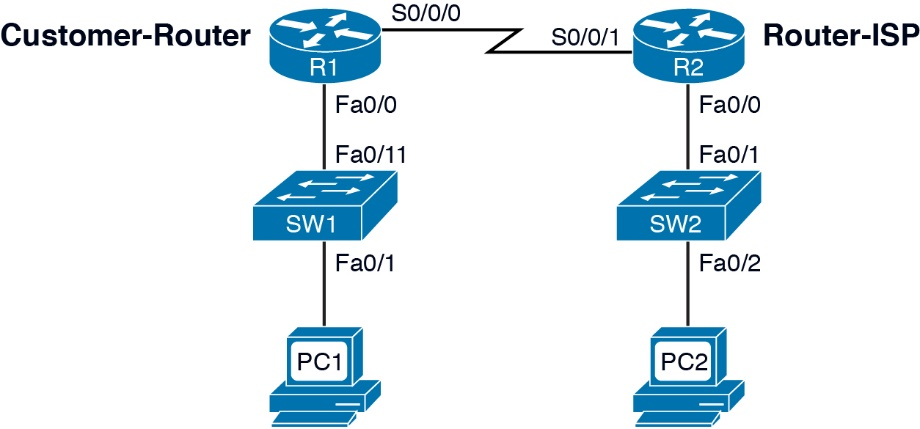 S0/0/0
Customer-Router
S0/0/1
Router-ISP
R1
R2
Fa0/0
Fa0/0
Fa0/11
Fa0/1
SW1
SW2
Fa0/1
Fa0/2
PC1
PC2